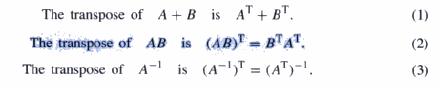 The transpose of A + B is Aᵀ + Bᵀ. (1)
The transpose of AB is (AB)ᵀ = BᵀAᵀ. (2)
The transpose of A⁻¹ is (A⁻¹)ᵀ = (Aᵀ)⁻¹. (3)